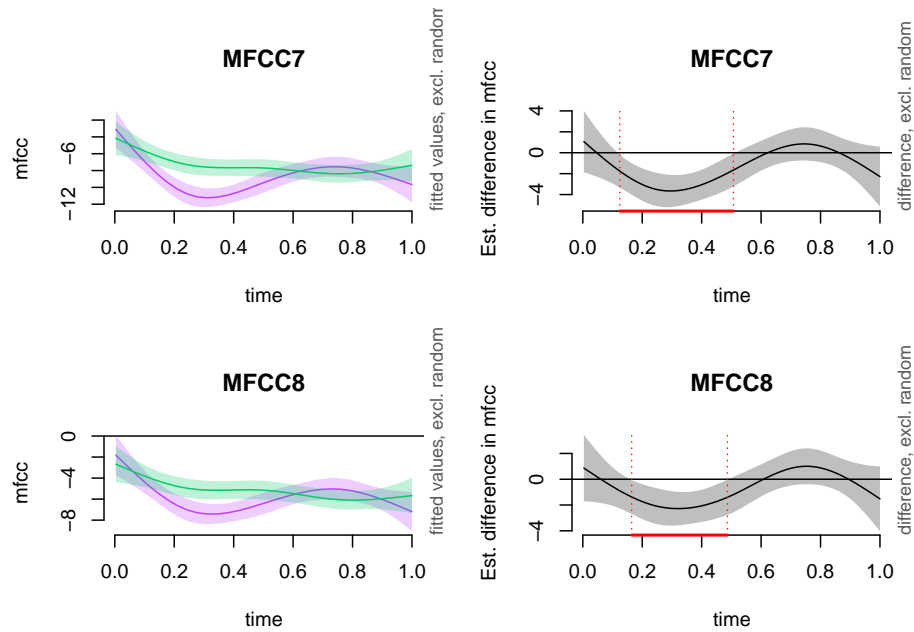 MFCC7
mfcc
−6
−12
0.0 0.2 0.4 0.6 0.8 1.0
time
fitted values, excl. random
MFCC7
Est. difference in mfcc
4
0
−4
0.0 0.2 0.4 0.6 0.8 1.0
time
difference, excl. random
MFCC8
mfcc
0
−4
−8
0.0 0.2 0.4 0.6 0.8 1.0
time
fitted values, excl. random
MFCC8
Est. difference in mfcc
0
−4
0.0 0.2 0.4 0.6 0.8 1.0
time
difference, excl. random